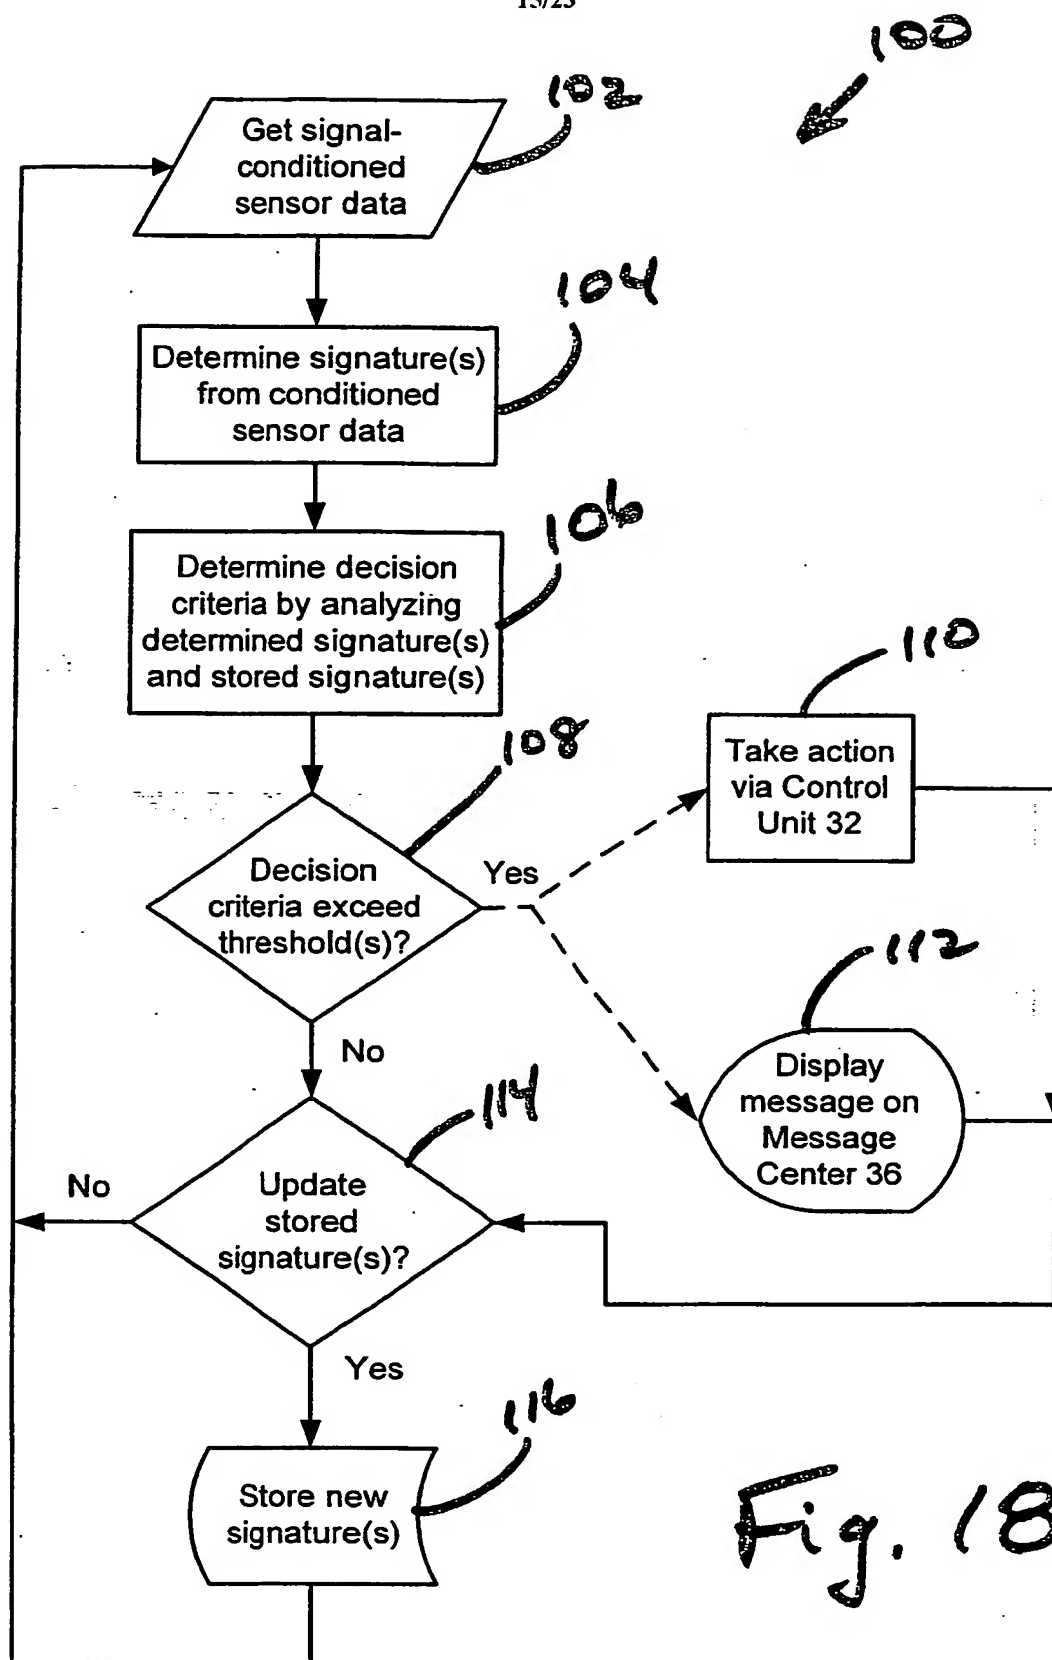 100
102
Get signal-
conditioned
sensor data
104
Determine signature(s)
from conditioned
sensor data
106
Determine decision
criteria by analyzing
determined signature(s)
and stored signature(s)
108
110
Take action
via Control
Unit 32
Decision
criteria exceed
threshold(s)?
Yes
112
No
Display
message on
Message
Center 36
114
No
Update
stored
signature(s)?
Yes
116
Store new
signature(s)
Fig. 18